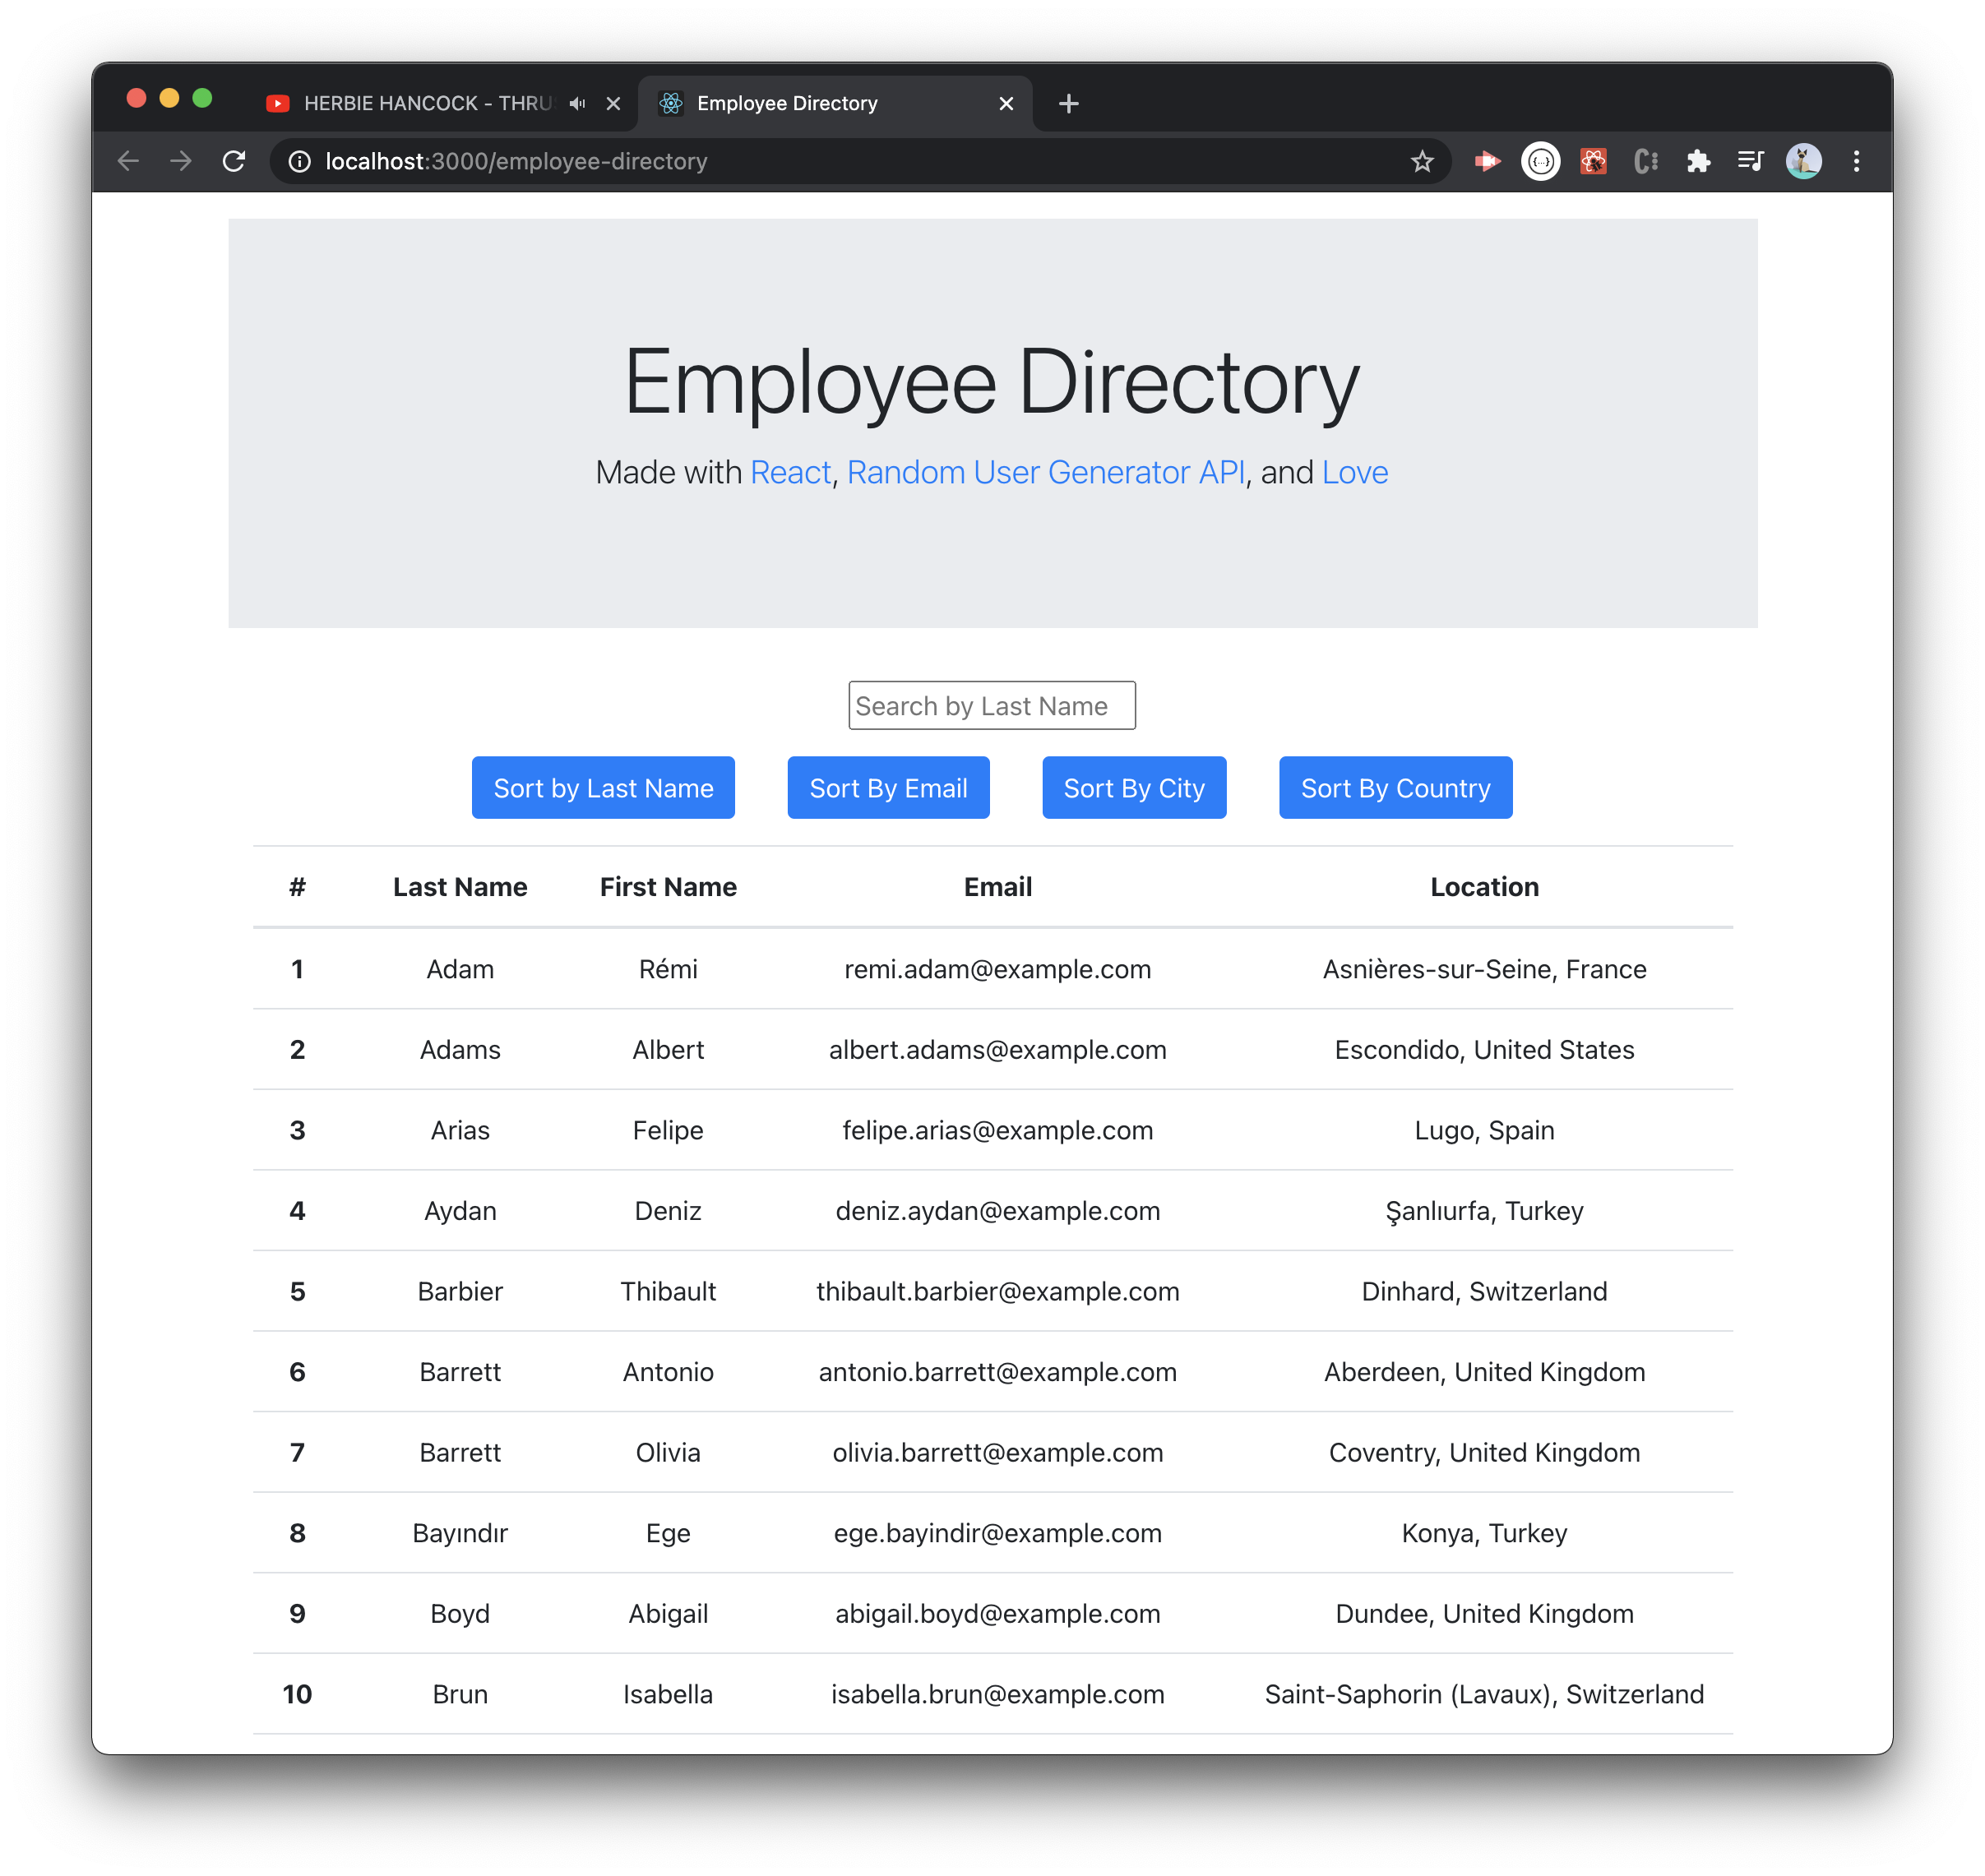 HERBIE HANCOCK - THRU
Employee Directory
localhost:3000/employee-directory
Employee Directory
Made with React, Random User Generator API, and Love
Search by Last Name
Sort by Last Name Sort By Email Sort By City Sort By Country
# Last Name First Name Email Location
1 Adam Rémi remi.adam@example.com Asnières-sur-Seine, France
2 Adams Albert albert.adams@example.com Escondido, United States
3 Arias Felipe felipe.arias@example.com Lugo, Spain
4 Aydan Deniz deniz.aydan@example.com Şanlıurfa, Turkey
5 Barbier Thibault thibault.barbier@example.com Dinhard, Switzerland
6 Barrett Antonio antonio.barrett@example.com Aberdeen, United Kingdom
7 Barrett Olivia olivia.barrett@example.com Coventry, United Kingdom
8 Bayındır Ege ege.bayindir@example.com Konya, Turkey
9 Boyd Abigail abigail.boyd@example.com Dundee, United Kingdom
10 Brun Isabella isabella.brun@example.com Saint-Saphorin (Lavaux), Switzerland